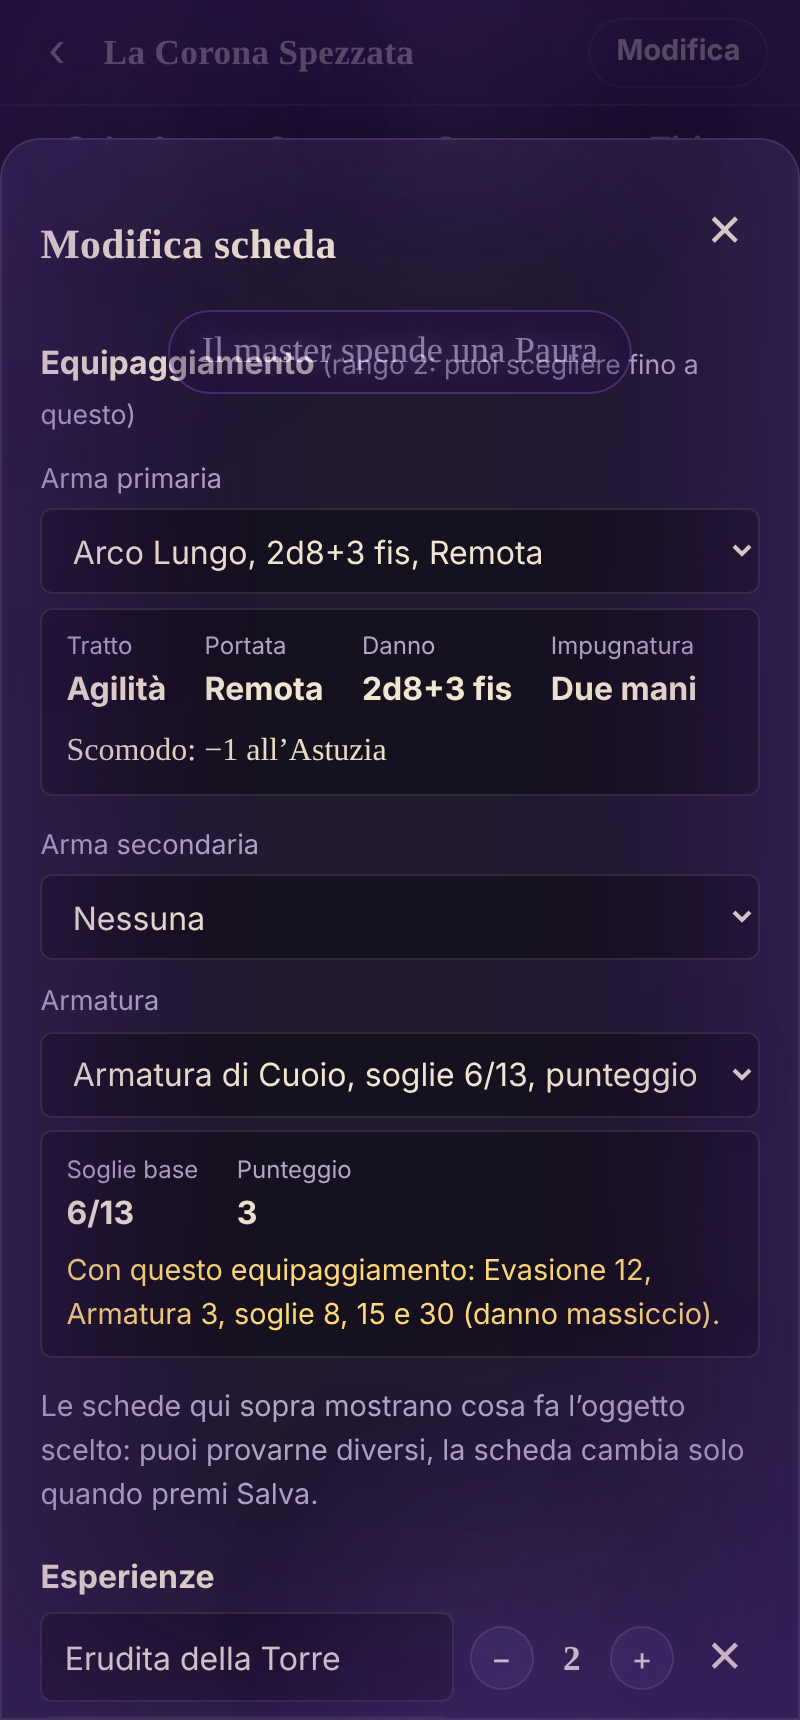 La Corona Spezzata
Modifica
Modifica scheda
Il master spende una Paura
Equipaggiamento (rango 2: puoi scegliere fino a
questo)
Arma primaria
Arco Lungo, 2d8+3 fis, Remota
Tratto Portata Danno Impugnatura
Agilità Remota 2d8+3 fis Due mani
Scomodo: −1 all’Astuzia
Arma secondaria
Nessuna
Armatura
Armatura di Cuoio, soglie 6/13, punteggio
Soglie base Punteggio
6/13 3
Con questo equipaggiamento: Evasione 12,
Armatura 3, soglie 8, 15 e 30 (danno massiccio).
Le schede qui sopra mostrano cosa fa l’oggetto
scelto: puoi provarne diversi, la scheda cambia solo
quando premi Salva.
Esperienze
Erudita della Torre − 2 +